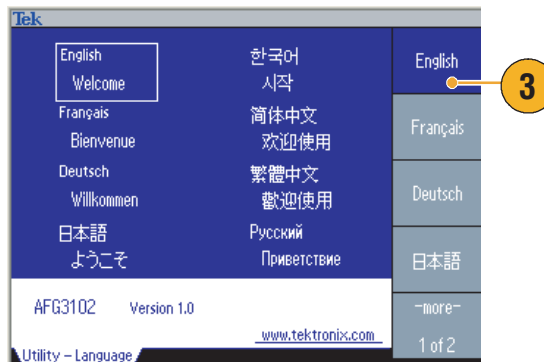 Tek
English
Welcome
Français
Bienvenue
Deutsch
Willkommen
日本語
ようこそ
한국어
시작
简体中文
欢迎使用
繁體中文
歡迎使用
Русский
Приветствие
AFG3102 Version 1.0
www.tektronix.com
Utility – Language
English
Français
Deutsch
日本語
-more-
1 of 2
3